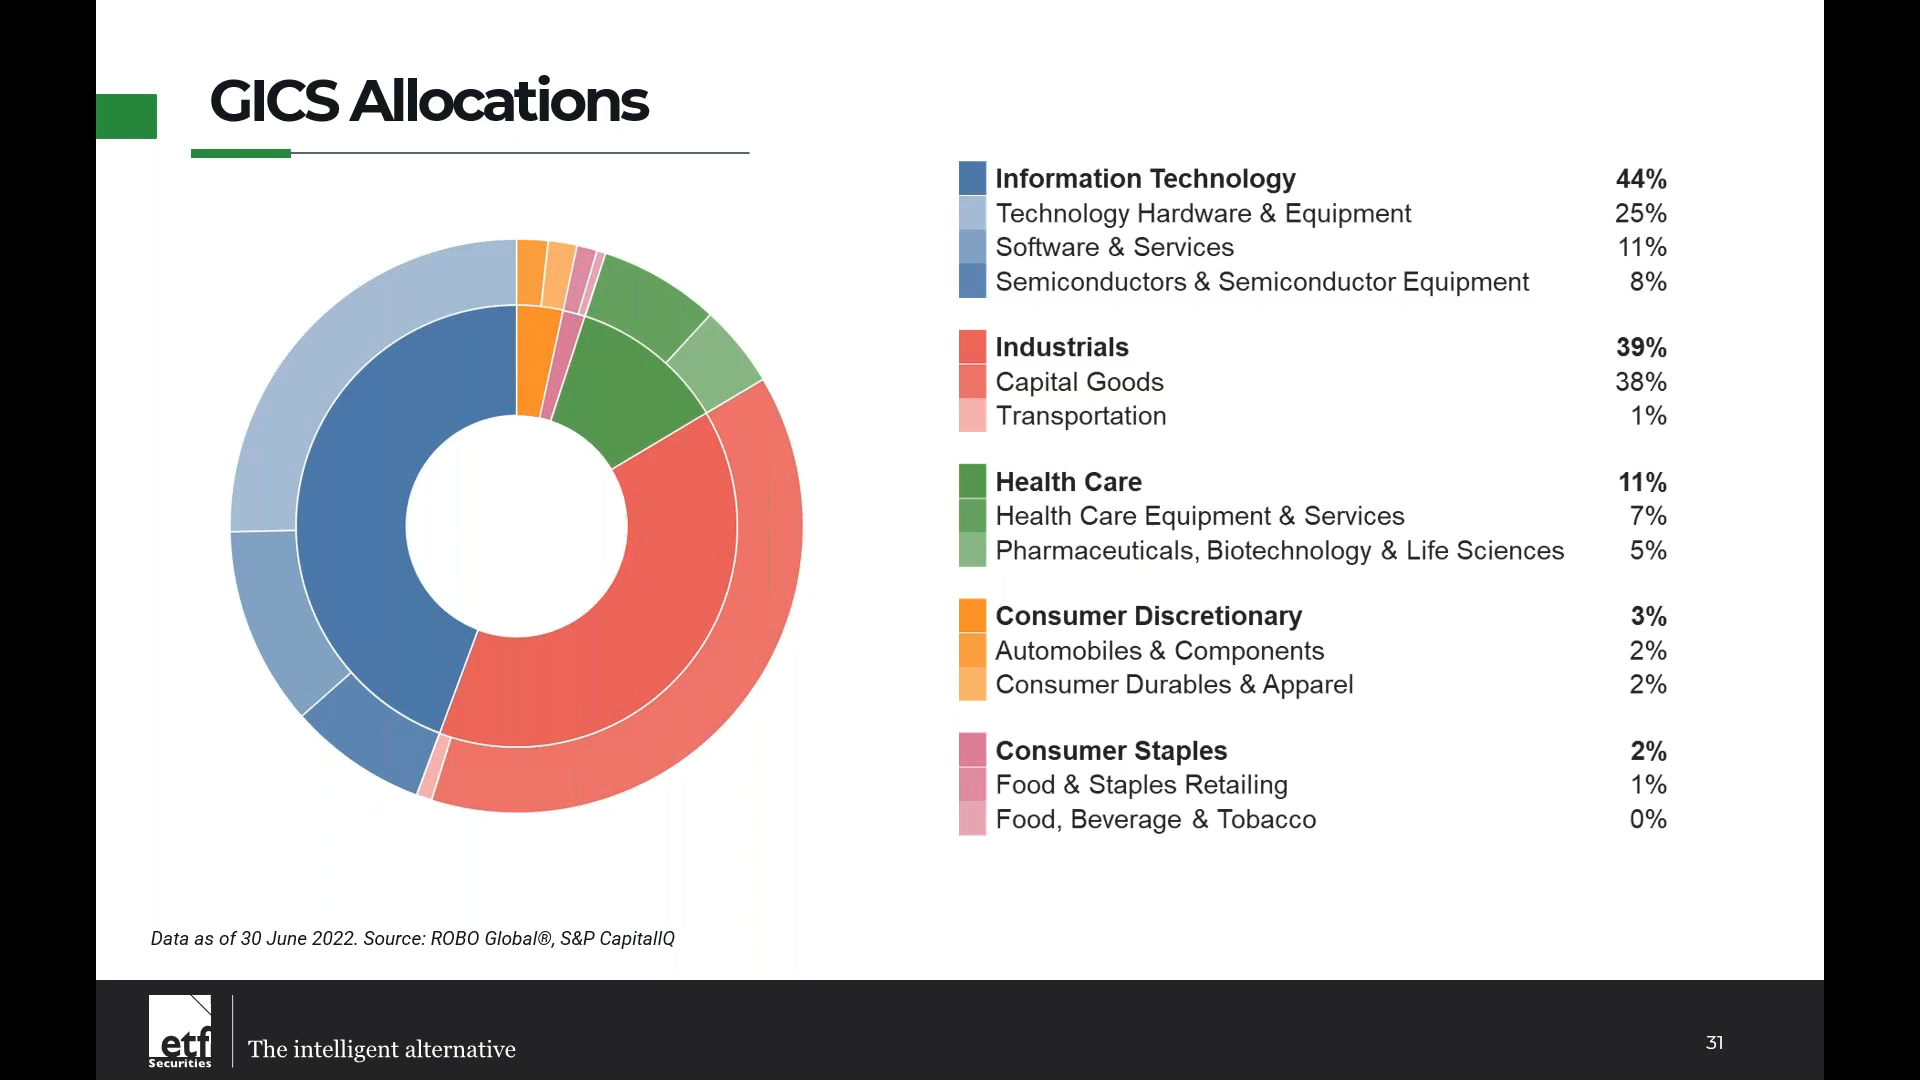 GICS Allocations
Information Technology 44%
Technology Hardware & Equipment 25%
Software & Services 11%
Semiconductors & Semiconductor Equipment 8%
Industrials 39%
Capital Goods 38%
Transportation 1%
Health Care 11%
Health Care Equipment & Services 7%
Pharmaceuticals, Biotechnology & Life Sciences 5%
Consumer Discretionary 3%
Automobiles & Components 2%
Consumer Durables & Apparel 2%
Consumer Staples 2%
Food & Staples Retailing 1%
Food, Beverage & Tobacco 0%
Data as of 30 June 2022. Source: ROBO Global®, S&P CapitalIQ
etf
Securities
The intelligent alternative
31